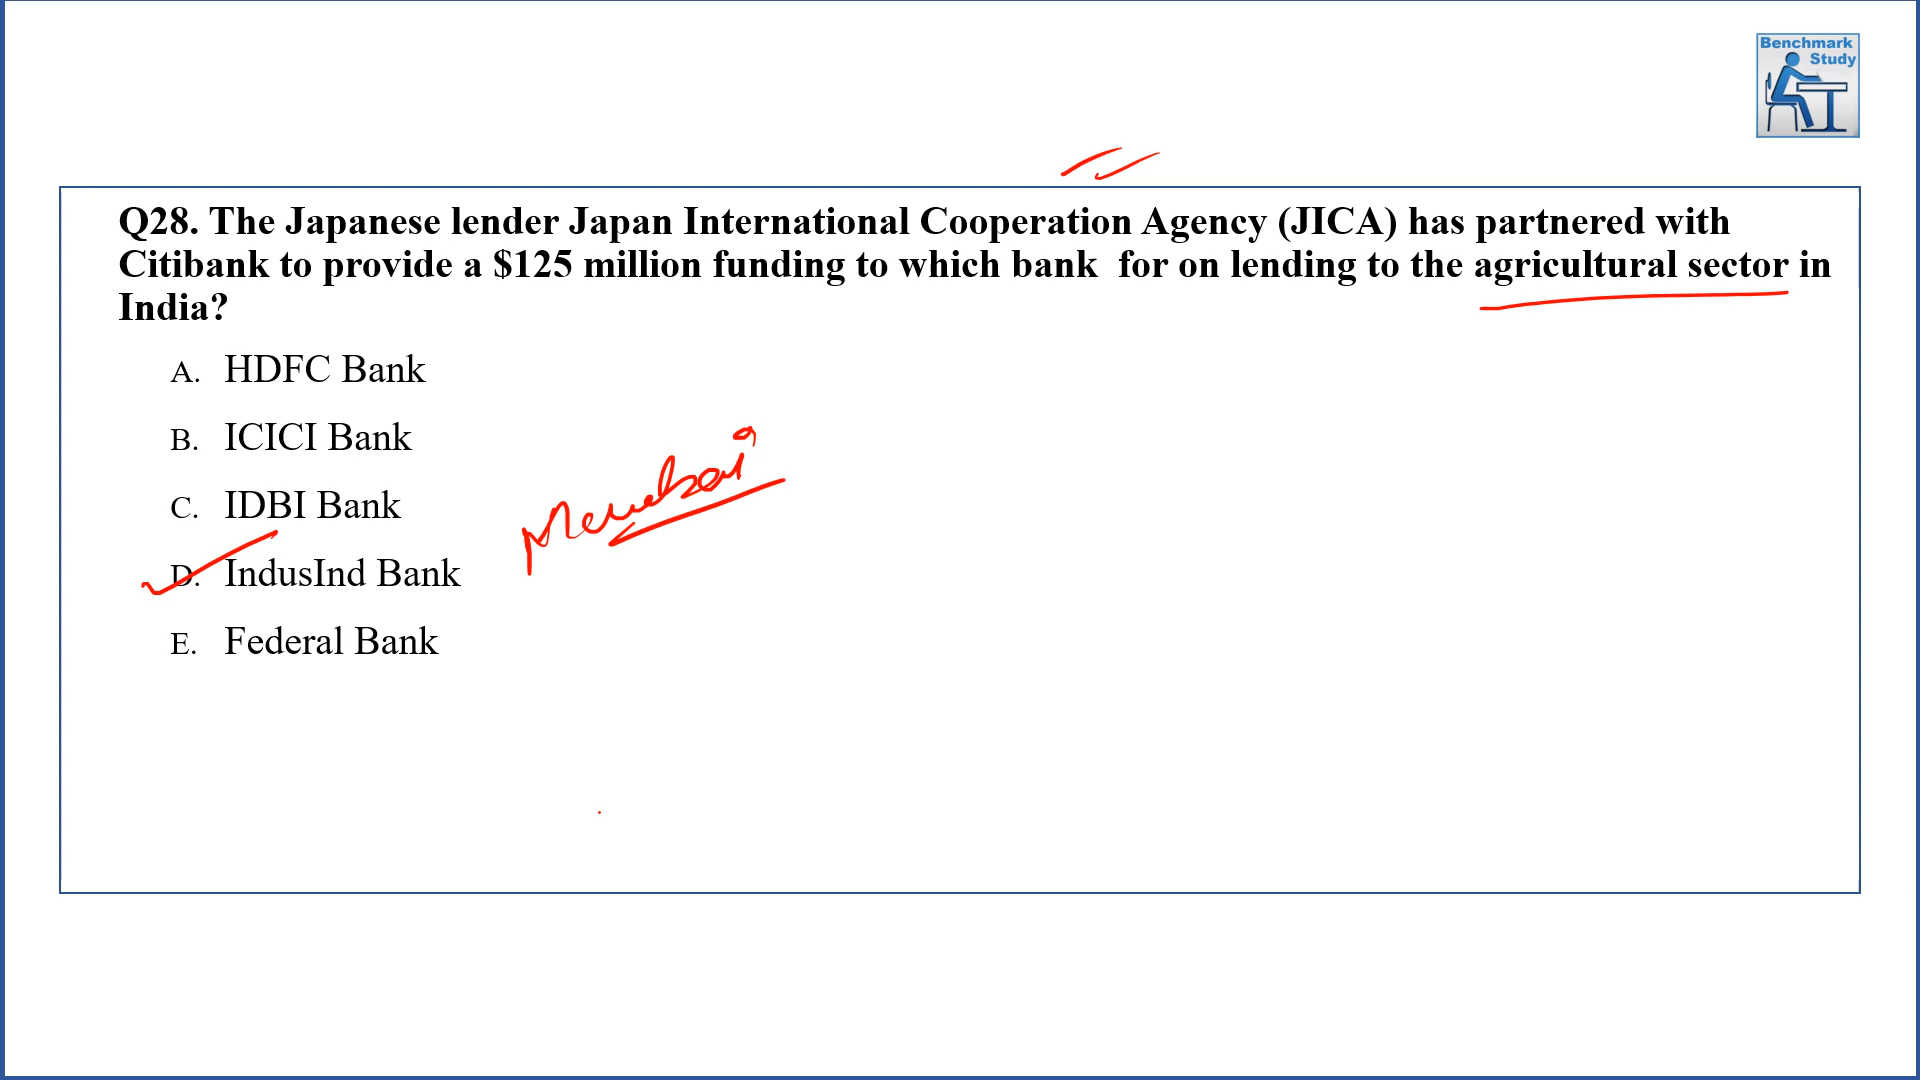 Benchmark
Study
Q28. The Japanese lender Japan International Cooperation Agency (JICA) has partnered with
Citibank to provide a $125 million funding to which bank for on lending to the agricultural sector in
India?
A. HDFC Bank
B. ICICI Bank
C. IDBI Bank
Mumbai
D. IndusInd Bank
E. Federal Bank